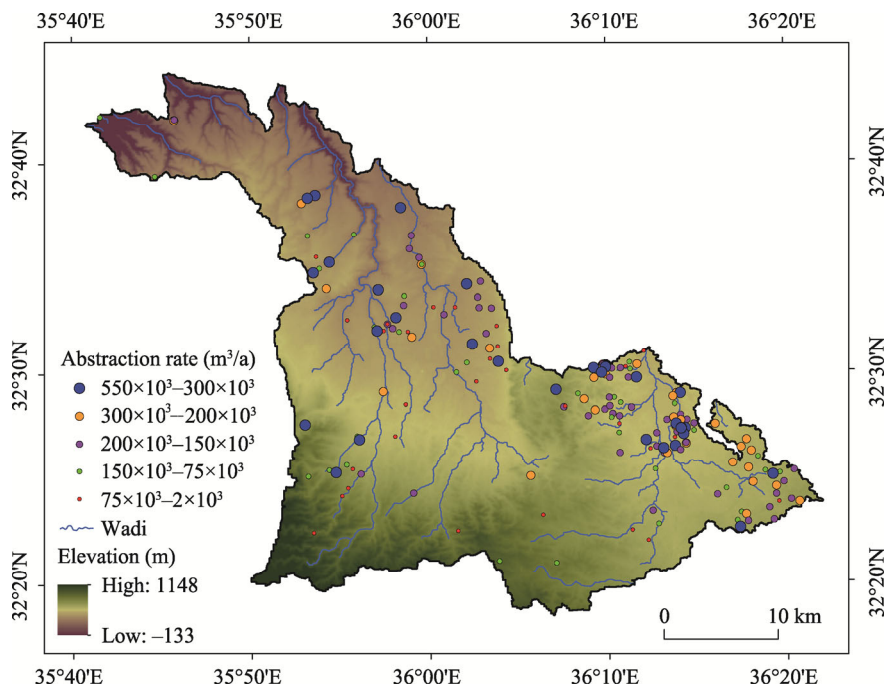 35°40′E 35°50′E 36°00′E 36°10′E 36°20′E
32°40′N 32°40′N
32°30′N 32°30′N
Abstraction rate (m³/a)
550×10³–300×10³
300×10³–200×10³
200×10³–150×10³
150×10³–75×10³
75×10³–2×10³
Wadi
Elevation (m)
High: 1148
Low: –133
32°20′N 32°20′N
0 10 km
35°40′E 35°50′E 36°00′E 36°10′E 36°20′E